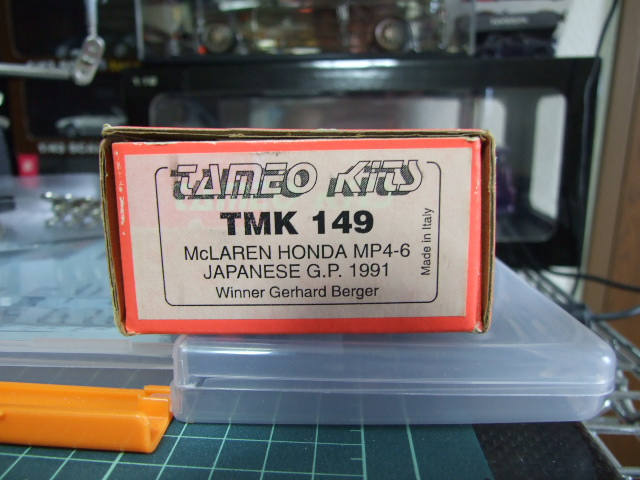 TAMEO KITS
TMK 149
McLAREN HONDA MP4-6
JAPANESE G.P. 1991
Winner Gerhard Berger
Made in Italy